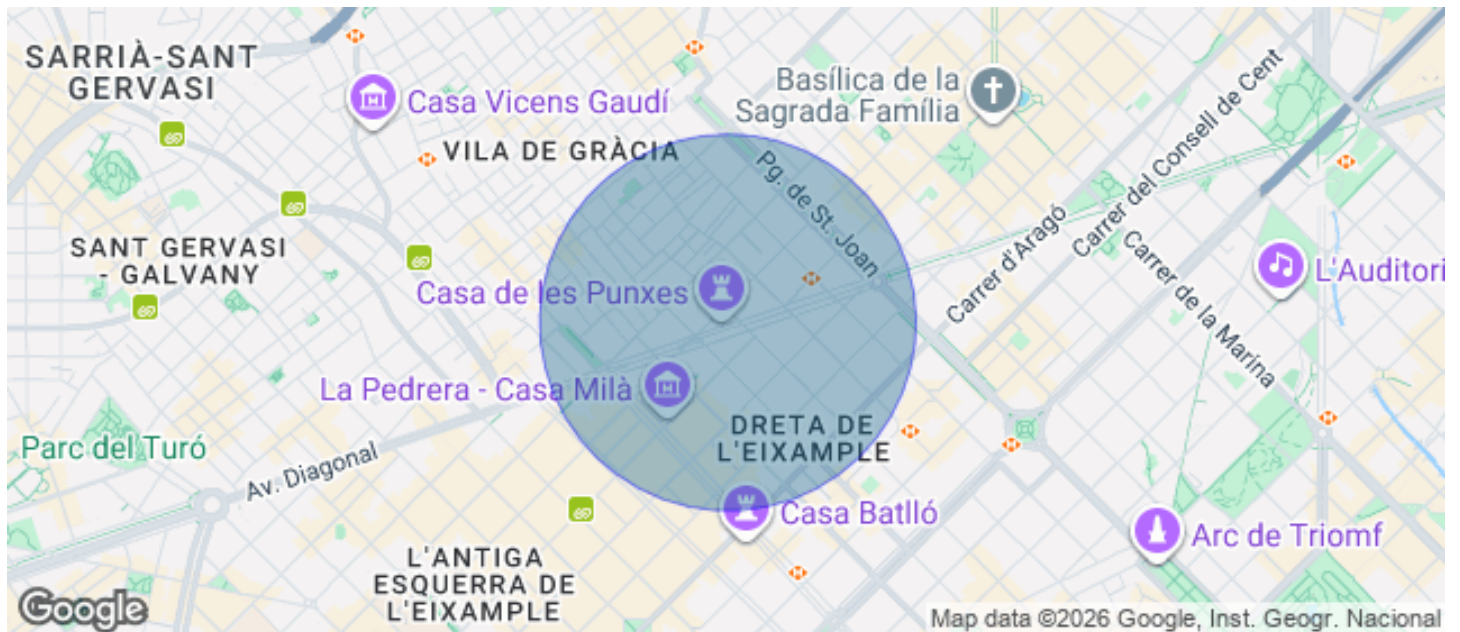 SARRIÀ-SANT
GERVASI
Casa Vicens Gaudí
Basílica de la
Sagrada Família
VILA DE GRÀCIA
Pg. de St. Joan
Carrer del Consell de Cent
Carrer d'Aragó
Carrer de la Marina
SANT GERVASI
- GALVANY
Casa de les Punxes
L'Auditori
La Pedrera - Casa Milà
DRETA DE
L'EIXAMPLE
Parc del Turó
Av. Diagonal
Casa Batlló
Arc de Triomf
L'ANTIGA
ESQUERRA DE
L'EIXAMPLE
Google
Map data ©2026 Google, Inst. Geogr. Nacional